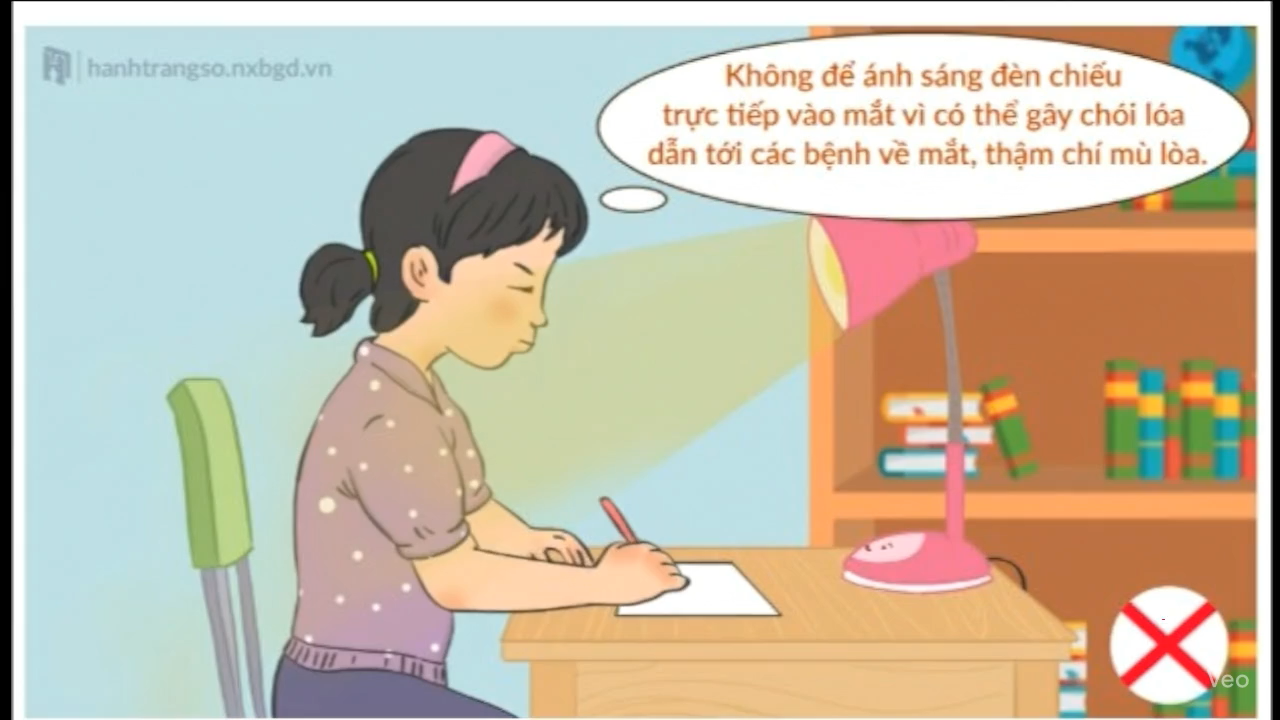 hanhtrangso.nxbgd.vn
Không để ánh sáng đèn chiếu
trực tiếp vào mắt vì có thể gây chói lóa
dẫn tới các bệnh về mắt, thậm chí mù lòa.
Veo